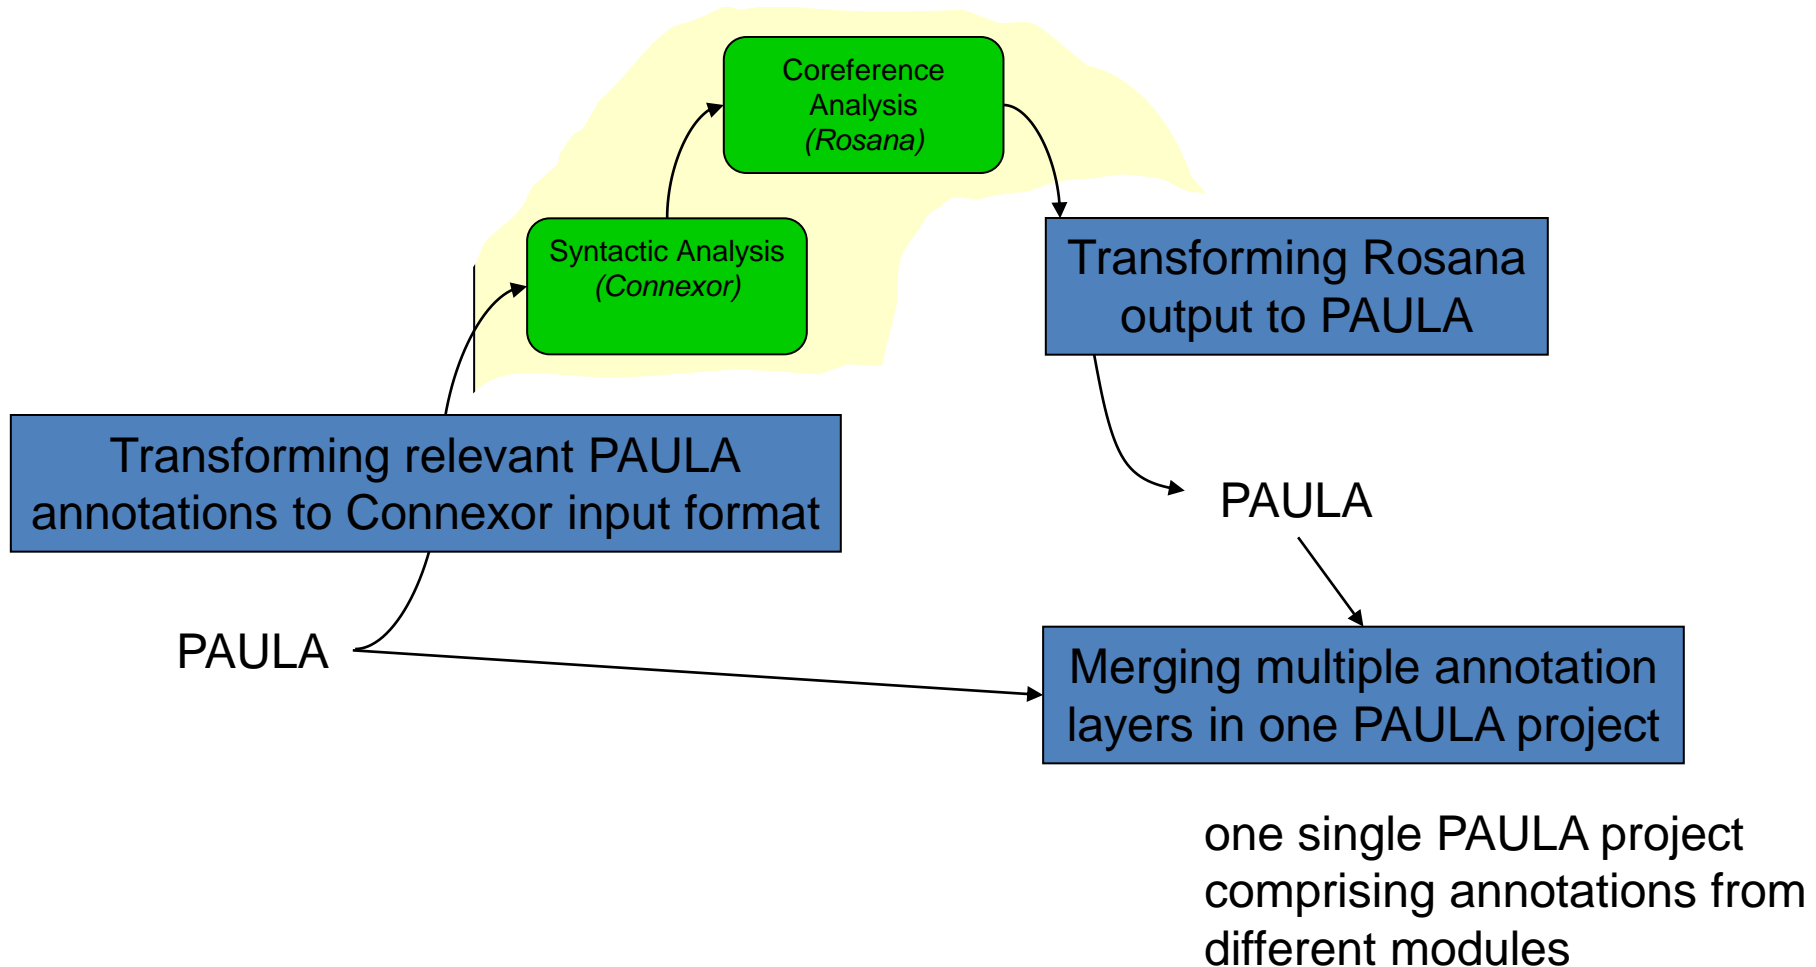 Coreference
Analysis
(Rosana)
Syntactic Analysis
(Connexor)
Transforming Rosana
output to PAULA
Transforming relevant PAULA
annotations to Connexor input format
PAULA
PAULA
Merging multiple annotation
layers in one PAULA project
one single PAULA project
comprising annotations from
different modules